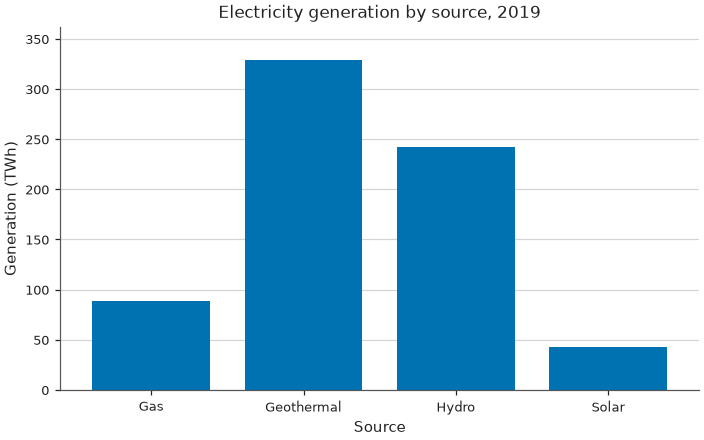 Electricity generation by source, 2019
Generation (TWh)
350
300
250
200
150
100
50
0
Gas
Geothermal
Hydro
Solar
Source